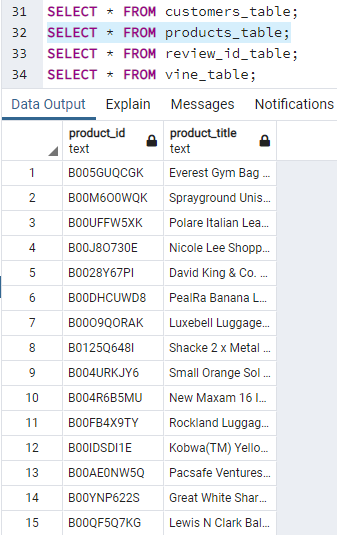 31 SELECT * FROM customers_table;
32 SELECT * FROM products_table;
33 SELECT * FROM review_id_table;
34 SELECT * FROM vine_table;
Data Output Explain Messages Notifications
product_id product_title
text text
1 B005GUQCGK Everest Gym Bag ...
2 B00M6O0WQK Sprayground Unis...
3 B00UFFW5XK Polare Italian Lea...
4 B00J8O730E Nicole Lee Shopp...
5 B0028Y67PI David King & Co. ...
6 B00DHCUWD8 PealRa Banana L...
7 B00O9QORAK Luxebell Luggage...
8 B0125Q648I Shacke 2 x Metal ...
9 B004URKJY6 Small Orange Sol ...
10 B004R6B5MU New Maxam 16 I...
11 B00FB4X9TY Rockland Luggag...
12 B00IDSDI1E Kobwa(TM) Yello...
13 B00AE0NW5Q Pacsafe Ventures...
14 B00YNP622S Great White Shar...
15 B00QF5Q7KG Lewis N Clark Bal...